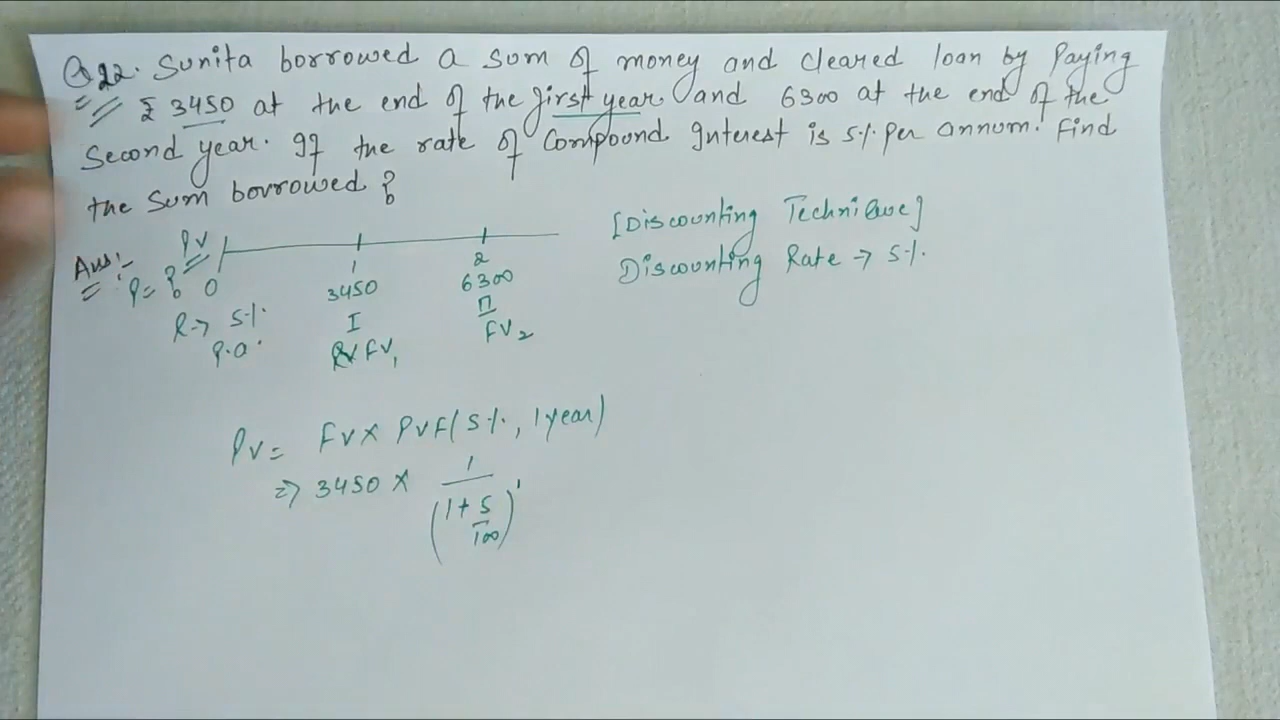 Q22. Sunita borrowed a sum of money and cleared loan by Paying
₹ 3450 at the end of the first year and 6300 at the end of the
Second year. If the rate of Compound Interest is 5% per annum. Find
the Sum borrowed ?
[Discounting Technique]
Discounting Rate → 5%.
Ans:-
PV
P= ? 0 1 2
3450 6300
R→ 5% I II
P.a. FV1 FV2
PV= FV× PVF(5%, 1year)
⇒ 3450 × 1
(1+ 5)1
100